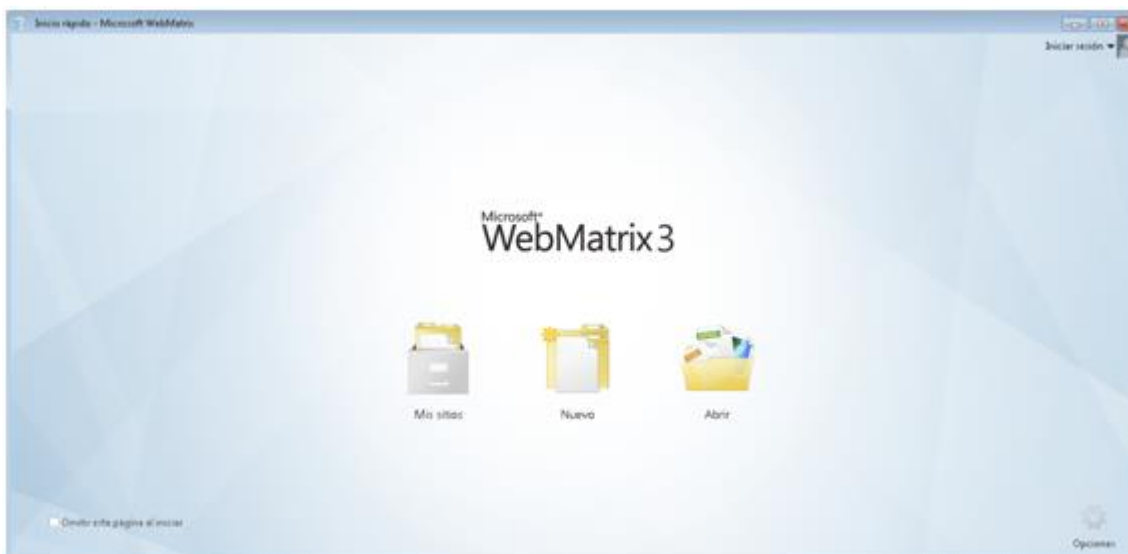 Inicio rápido - Microsoft WebMatrix
Iniciar sesión
Microsoft®
WebMatrix 3
Mis sitios
Nuevo
Abrir
Omitir esta página al iniciar
Opciones